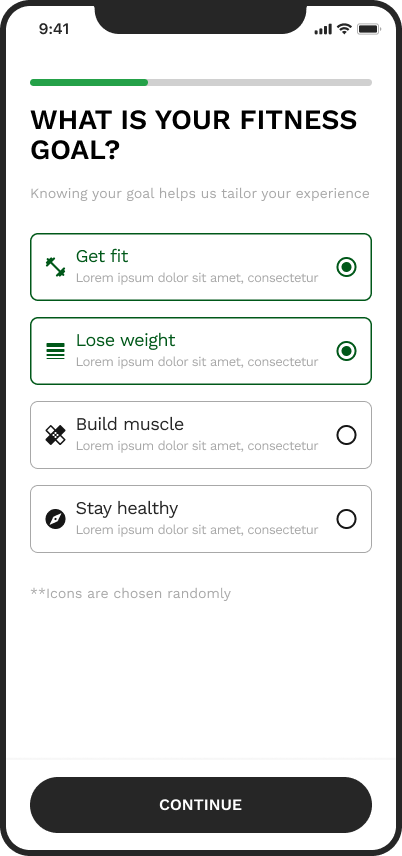 9:41
WHAT IS YOUR FITNESS
GOAL?
Knowing your goal helps us tailor your experience
Get fit
Lorem ipsum dolor sit amet, consectetur
Lose weight
Lorem ipsum dolor sit amet, consectetur
Build muscle
Lorem ipsum dolor sit amet, consectetur
Stay healthy
Lorem ipsum dolor sit amet, consectetur
**Icons are chosen randomly
CONTINUE